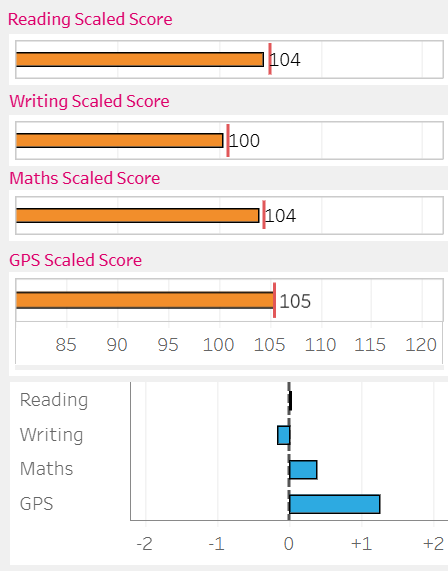 Reading Scaled Score
104
Writing Scaled Score
100
Maths Scaled Score
104
GPS Scaled Score
105
85 90 95 100 105 110 115 120
Reading
Writing
Maths
GPS
-2 -1 0 +1 +2